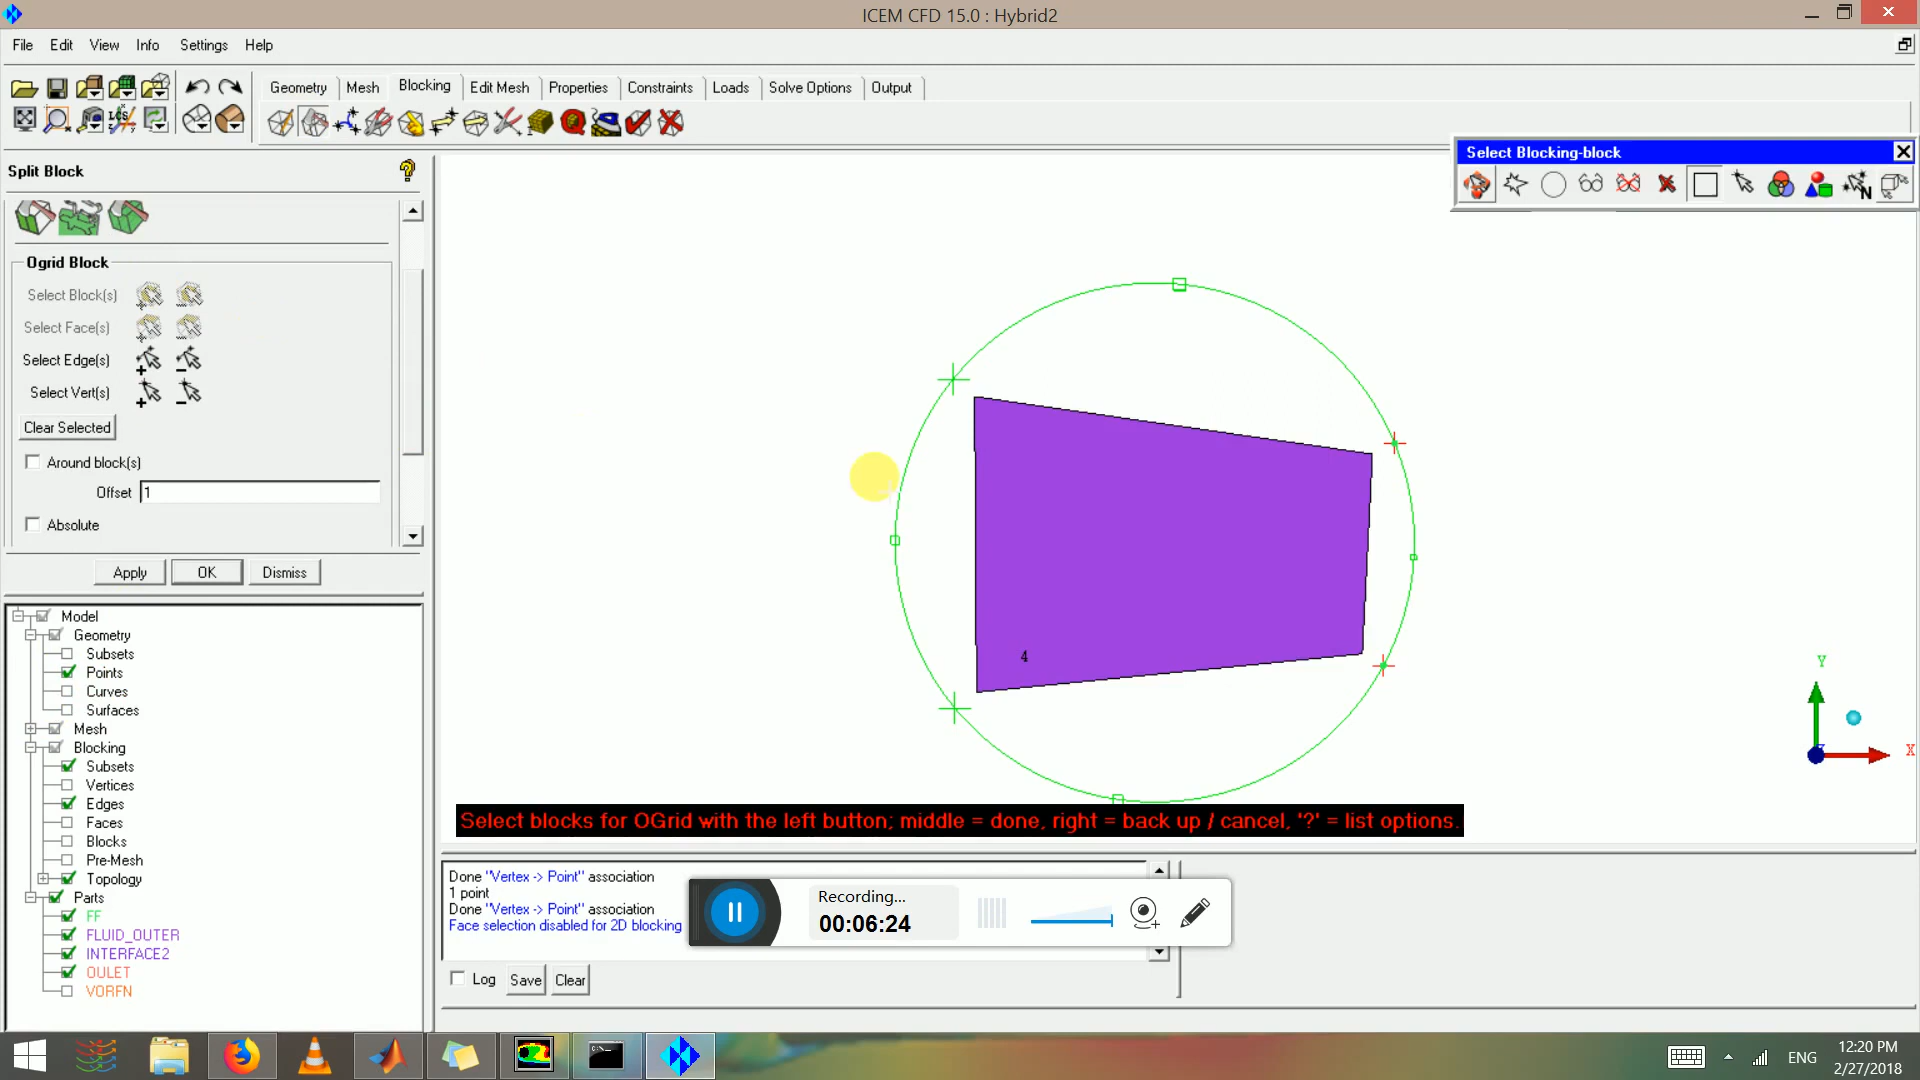 ICEM CFD 15.0 : Hybrid2
File Edit View Info Settings Help
Geometry Mesh Blocking Edit Mesh Properties Constraints Loads Solve Options Output
LCS
Select Blocking-block
N
Split Block
Ogrid Block
Select Block(s)
Select Face(s)
Select Edge(s)
Select Vert(s)
Clear Selected
Around block(s)
Offset 1
Absolute
Apply OK Dismiss
Model
Geometry
Subsets
Points
Curves
Surfaces
Mesh
Blocking
Subsets
Vertices
Edges
Faces
Blocks
Pre-Mesh
Topology
Parts
FF
FLUID_OUTER
INTERFACE2
OULET
VORFN
4
Y
Z
X
Select blocks for OGrid with the left button; middle = done, right = back up / cancel, '?' = list options.
Done "Vertex -> Point" association
1 point
Done "Vertex -> Point" association
Face selection disabled for 2D blocking
Log Save Clear
Recording...
00:06:24
ENG
12:20 PM
2/27/2018